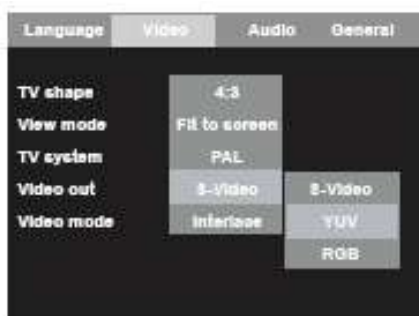 Language Video Audio General
TV shape 4:3
View mode Fit to screen
TV system PAL
Video out S-Video S-Video
Video mode Interlace YUV
RGB